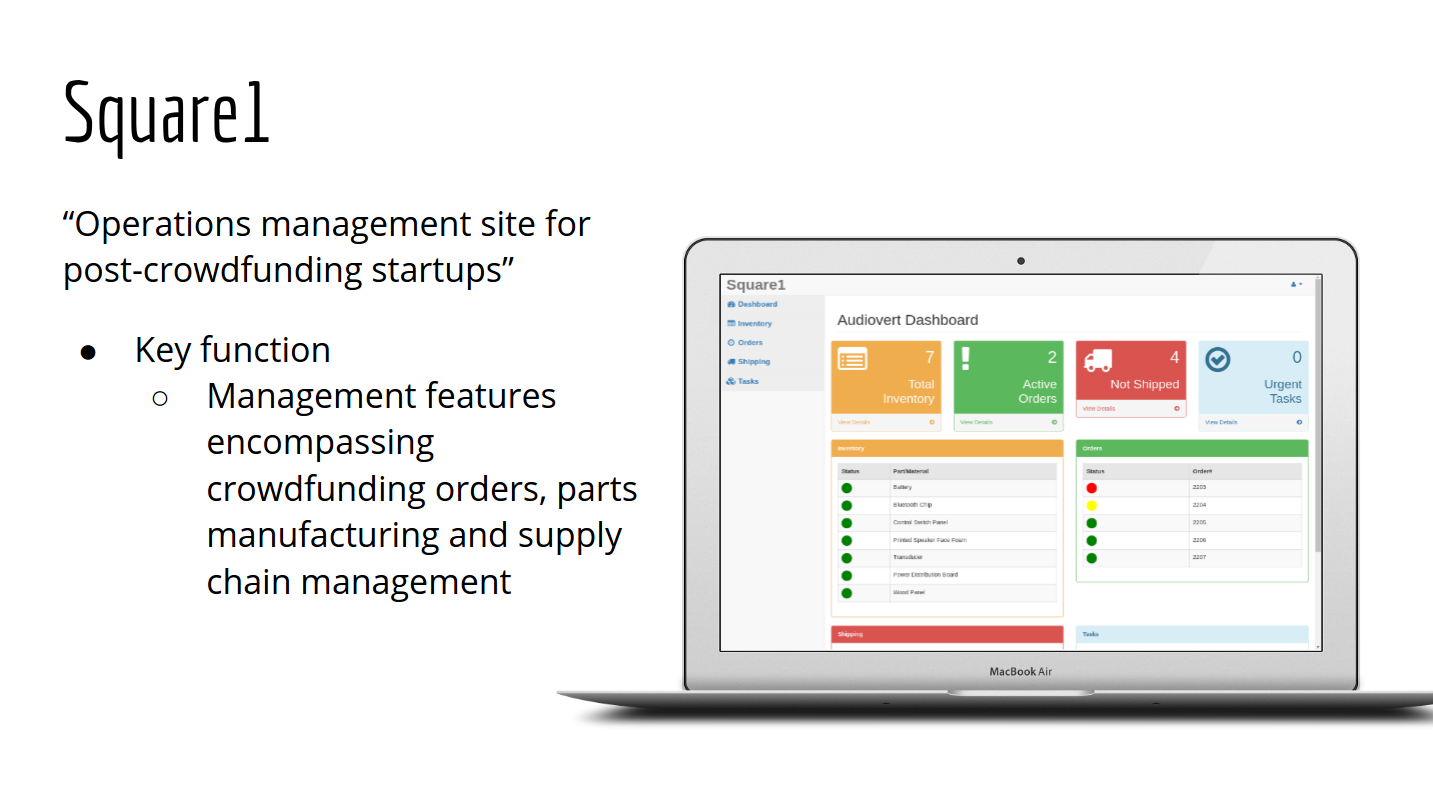 Square1
“Operations management site for
post-crowdfunding startups”
● Key function
○ Management features
encompassing
crowdfunding orders, parts
manufacturing and supply
chain management
Square1
Dashboard
Inventory
Orders
Shipping
Tasks
Audiovert Dashboard
7
Total
Inventory
View Details
2
Active
Orders
View Details
4
Not Shipped
View Details
0
Urgent
Tasks
View Details
Inventory
Status Part/Material
Battery
Bluetooth Chip
Control Switch Panel
Printed Speaker Face Foam
Transducer
Power Distribution Board
Wood Panel
Orders
Status Order#
2203
2204
2205
2206
2207
Shipping
Tasks
MacBook Air